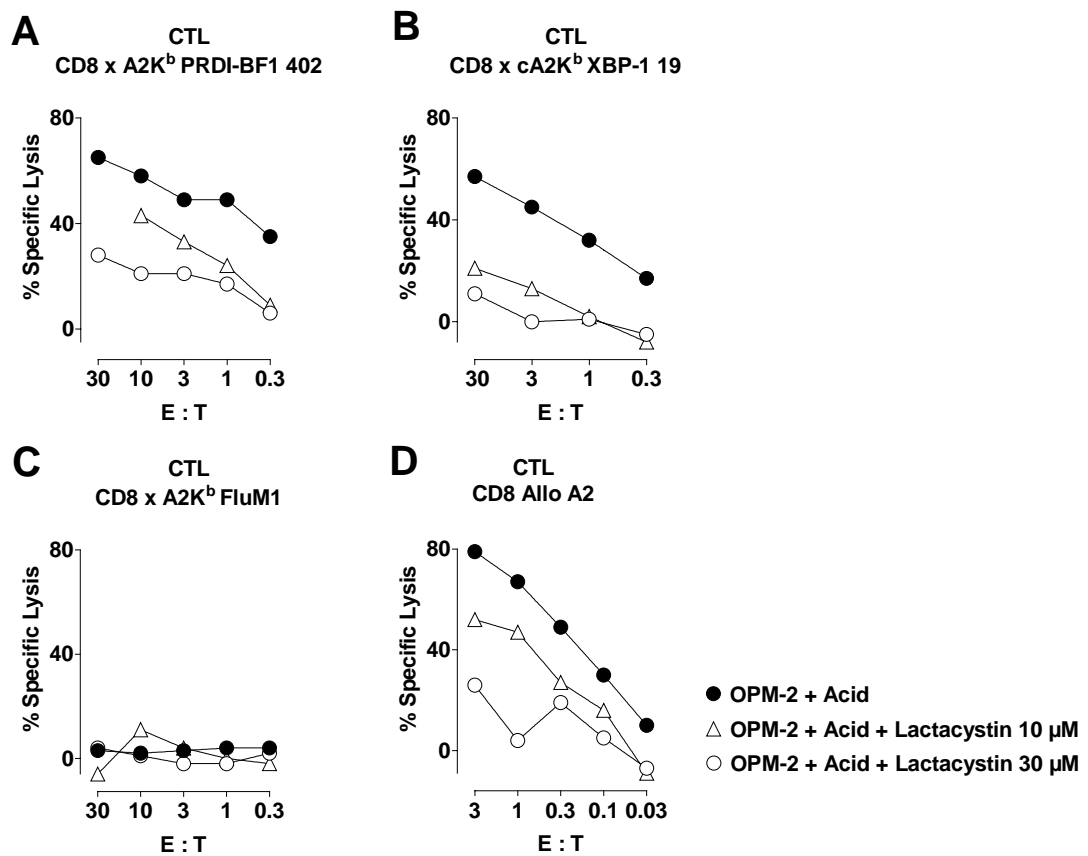 A
CTL
CD8 x A2Kᵇ PRDI-BF1 402
80
40
0
% Specific Lysis
30 10 3 1 0.3
E : T
B
CTL
CD8 x cA2Kᵇ XBP-1 19
80
40
0
% Specific Lysis
30 3 1 0.3
E : T
C
CTL
CD8 x A2Kᵇ FluM1
80
40
0
% Specific Lysis
30 10 3 1 0.3
E : T
D
CTL
CD8 Allo A2
80
40
0
% Specific Lysis
3 1 0.3 0.1 0.03
E : T
OPM-2 + Acid
OPM-2 + Acid + Lactacystin 10 µM
OPM-2 + Acid + Lactacystin 30 µM